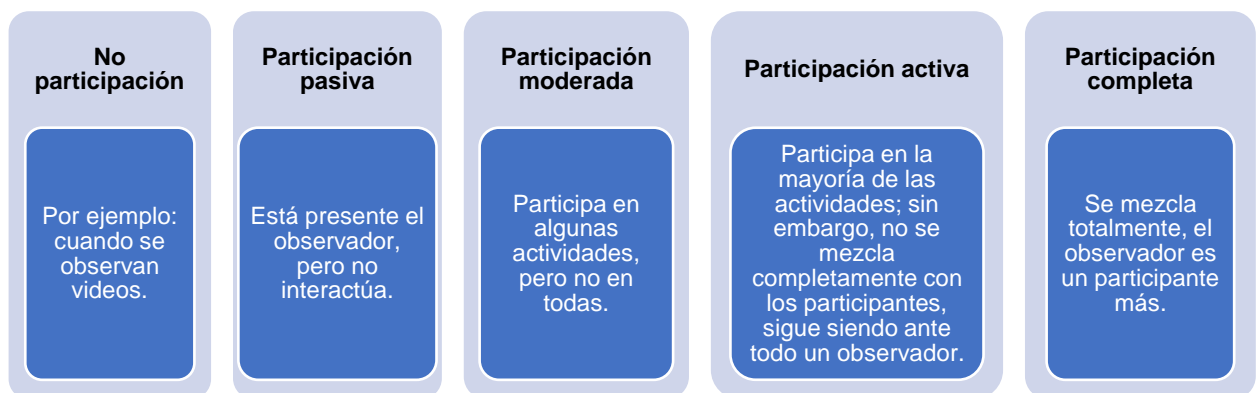 No
participación
Por ejemplo:
cuando se
observan
videos.
Participación
pasiva
Está presente el
observador,
pero no
interactúa.
Participación
moderada
Participa en
algunas
actividades,
pero no en
todas.
Participación activa
Participa en la
mayoría de las
actividades; sin
embargo, no se
mezcla
completamente con
los participantes,
sigue siendo ante
todo un observador.
Participación
completa
Se mezcla
totalmente, el
observador es
un participante
más.